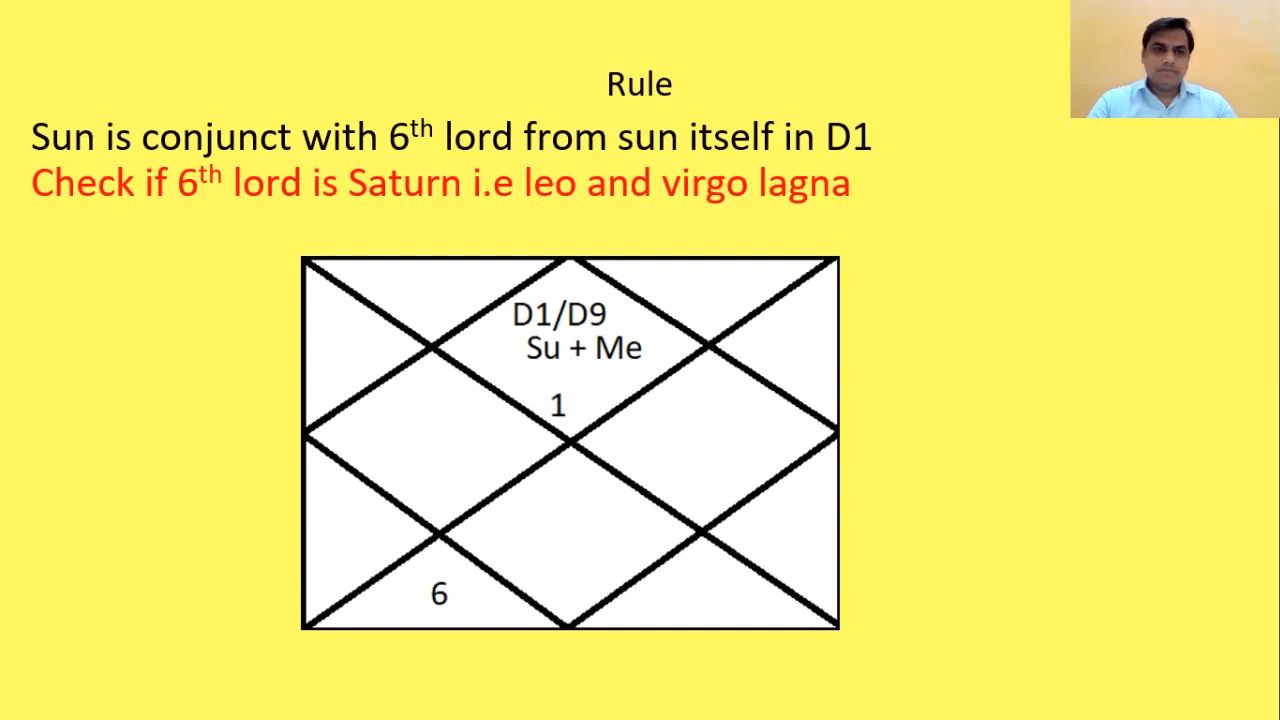 Rule
Sun is conjunct with 6th lord from sun itself in D1
Check if 6th lord is Saturn i.e leo and virgo lagna
D1/D9
Su + Me
1
6